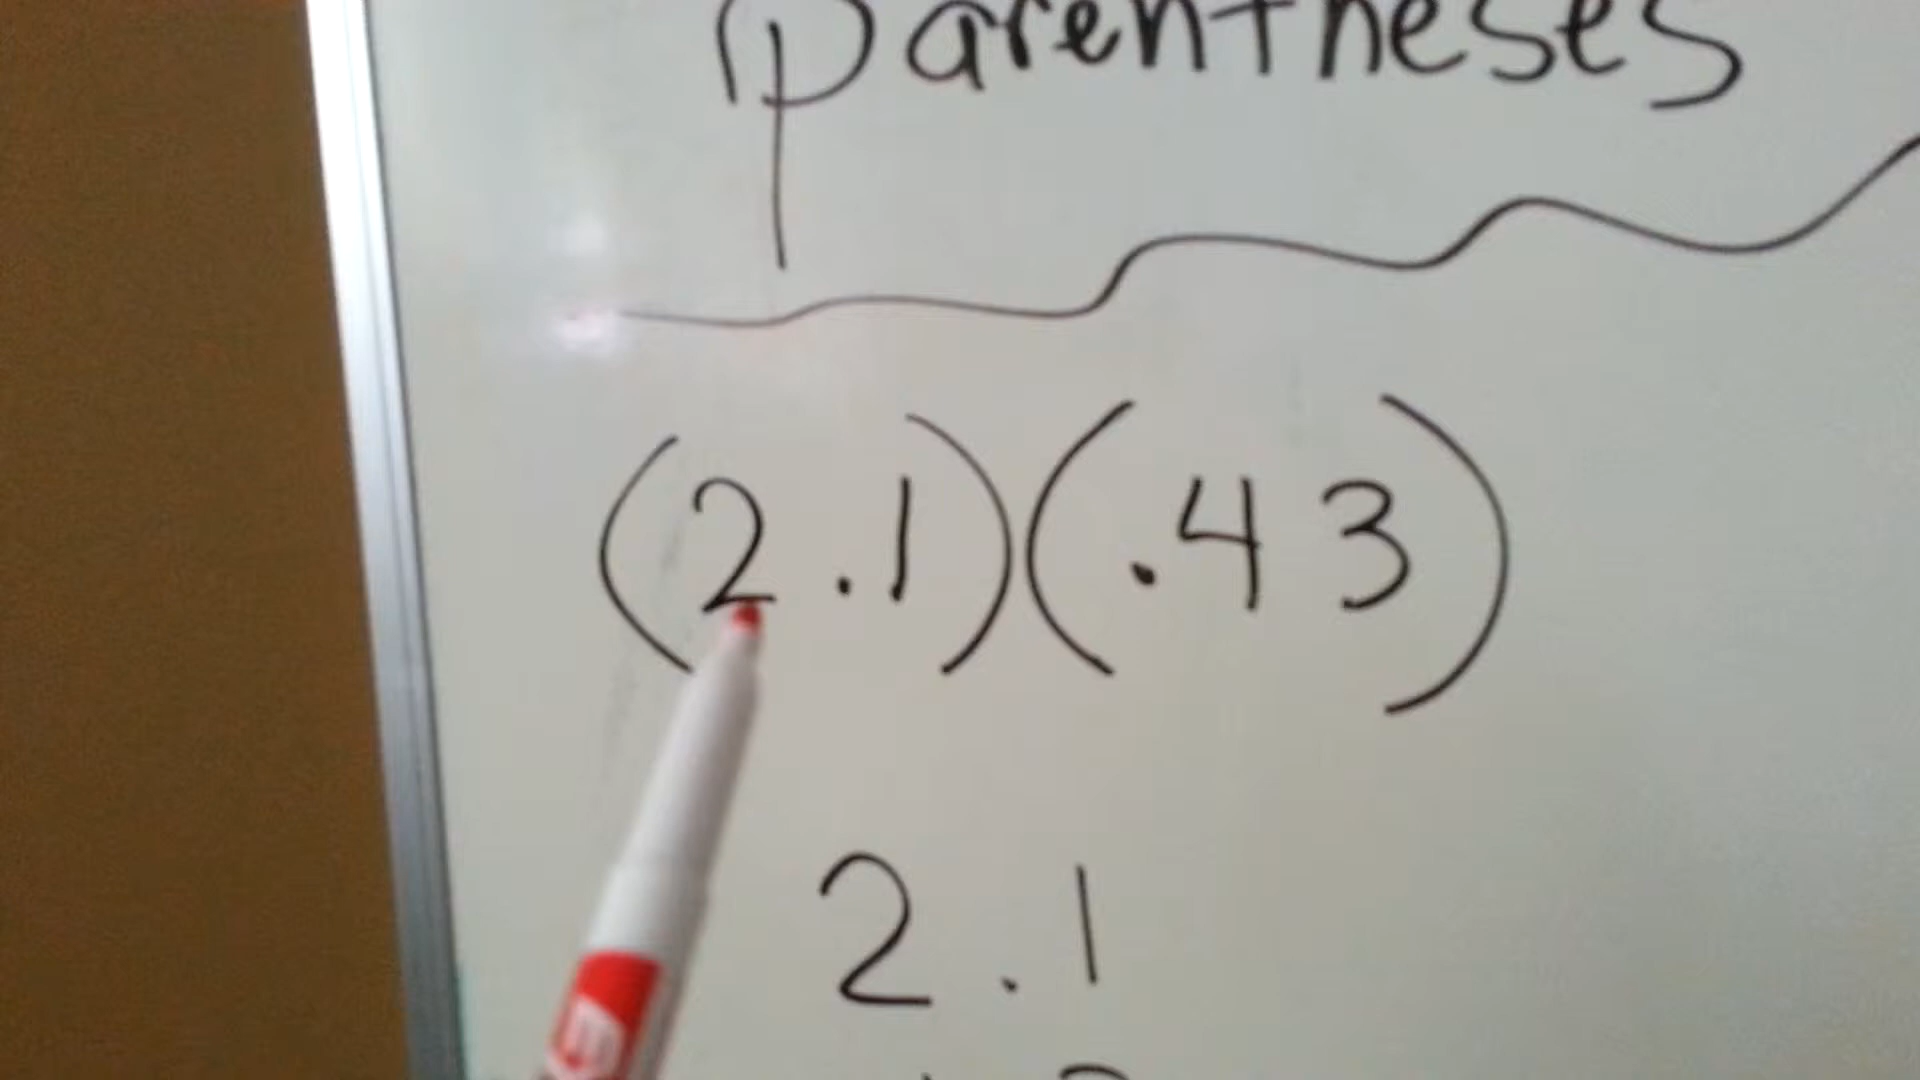 parentheses
(2.1)(.43)
2.1